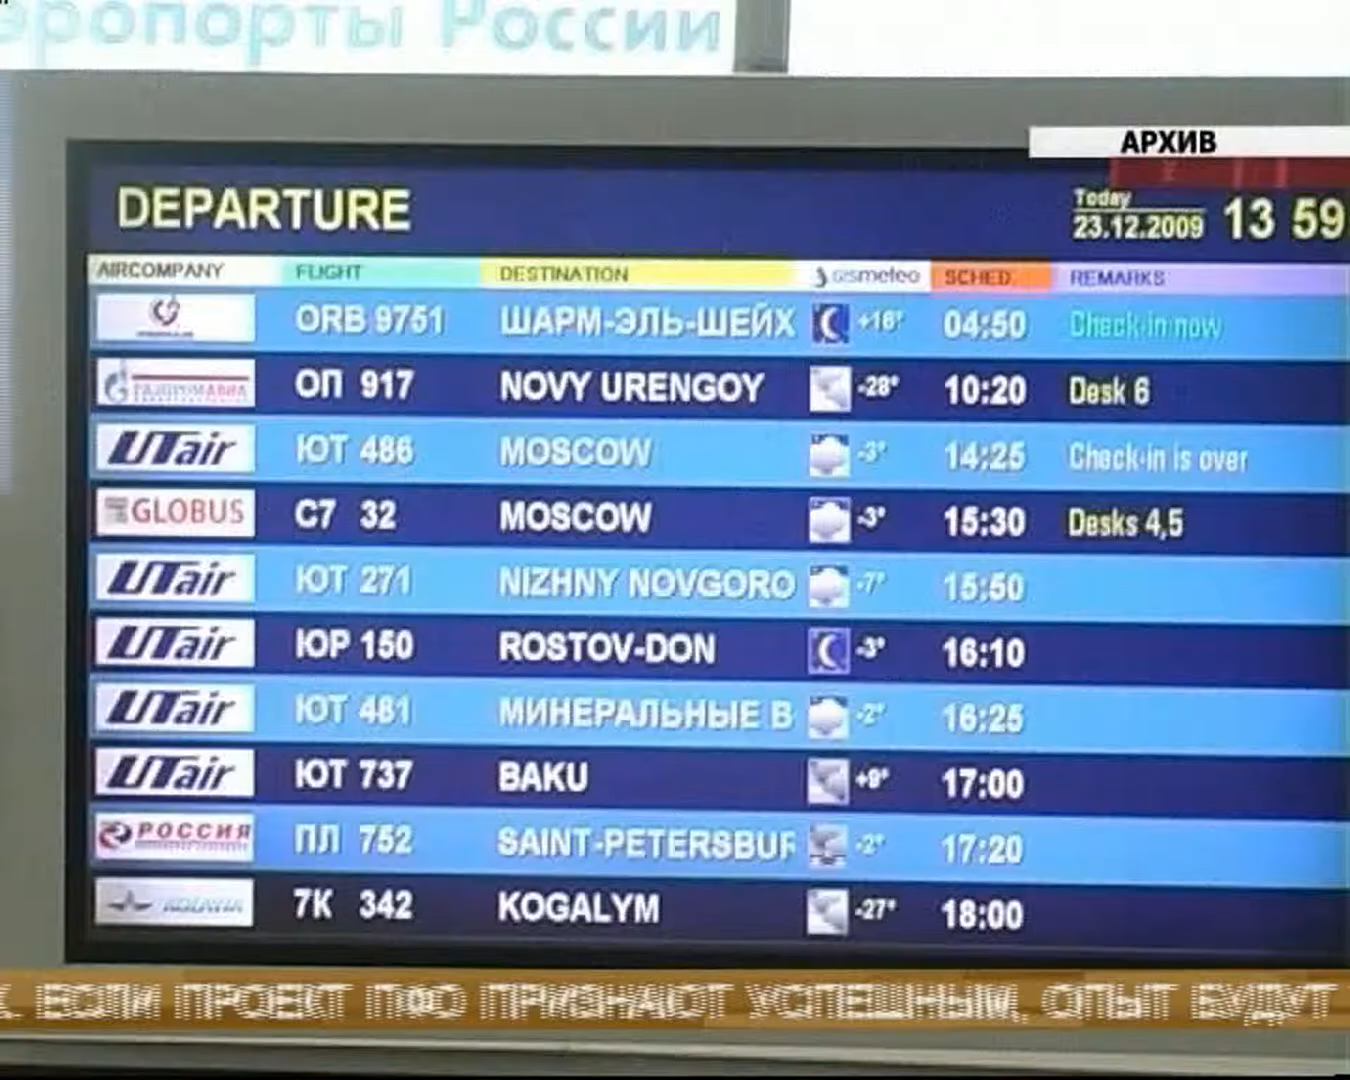 аэропорты России
АРХИВ
DEPARTURE
Today
23.12.2009 13 59
AIRCOMPANY FLIGHT DESTINATION GISMETEO SCHED. REMARKS
ORB 9751 ШАРМ-ЭЛЬ-ШЕЙХ +16° 04:50 Check-in now
ГАЗПРОМАВИА ОП 917 NOVY URENGOY -28° 10:20 Desk 6
UTair ЮТ 486 MOSCOW -3° 14:25 Check-in is over
GLOBUS С7 32 MOSCOW -3° 15:30 Desks 4,5
UTair ЮТ 271 NIZHNY NOVGORO -7° 15:50
UTair ЮР 150 ROSTOV-DON -3° 16:10
UTair ЮТ 481 МИНЕРАЛЬНЫЕ В -2° 16:25
UTair ЮТ 737 BAKU +9° 17:00
РОССИЯ ПЛ 752 SAINT-PETERSBUR -2° 17:20
7К 342 KOGALYM -27° 18:00
. ЕСЛИ ПРОЕКТ ПФО ПРИЗНАЮТ УСПЕШНЫМ, ОПЫТ БУДУТ